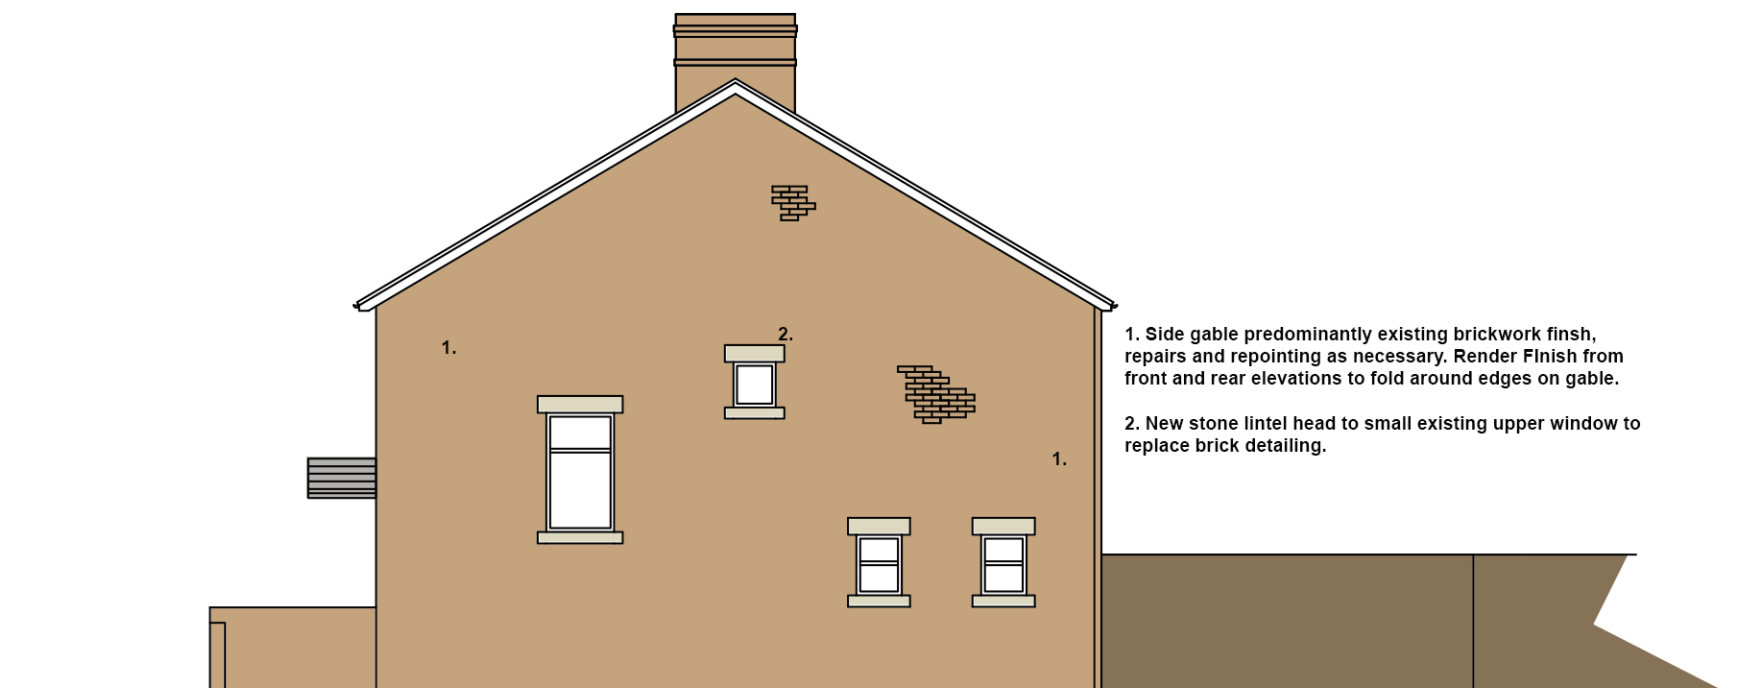 2.
1.
1. Side gable predominantly existing brickwork finsh,
repairs and repointing as necessary. Render FInish from
front and rear elevations to fold around edges on gable.
2. New stone lintel head to small existing upper window to
replace brick detailing.
1.